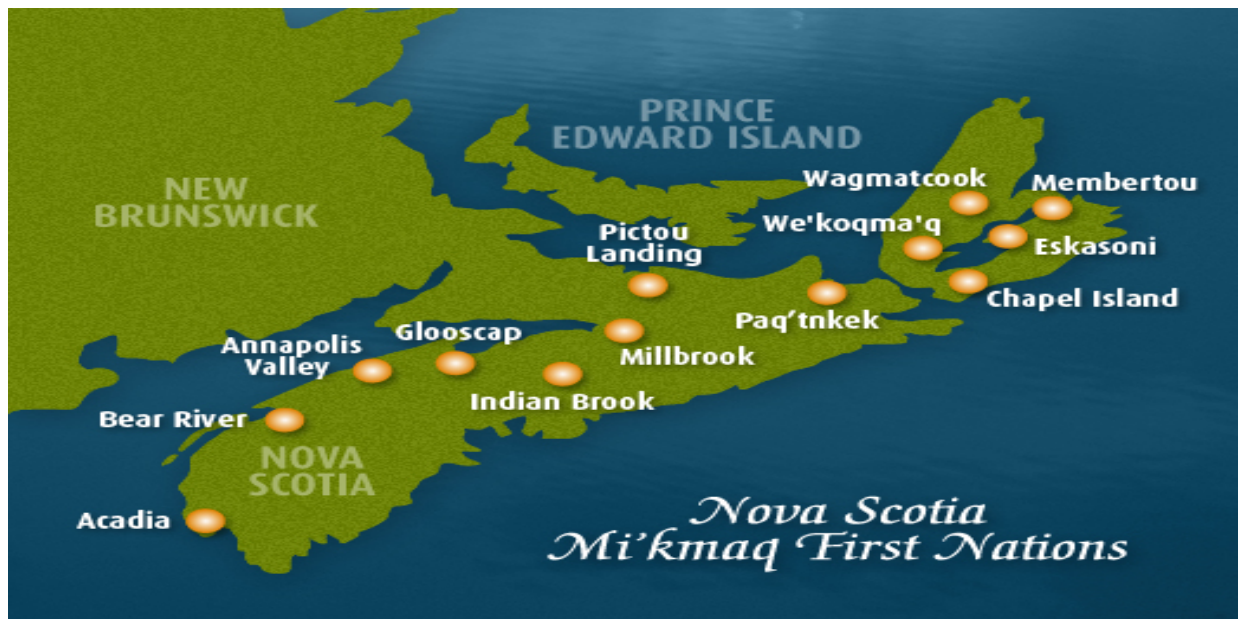 PRINCE
EDWARD ISLAND
NEW
BRUNSWICK
Wagmatcook
Membertou
We'koqma'q
Pictou
Landing
Eskasoni
Chapel Island
Paq’tnkek
Glooscap
Annapolis
Valley
Millbrook
Indian Brook
Bear River
NOVA
SCOTIA
Acadia
Nova Scotia
Mi’kmaq First Nations